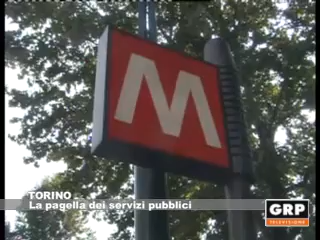 M
TORINO
La pagella dei servizi pubblici
GRP
TELEVISIONE